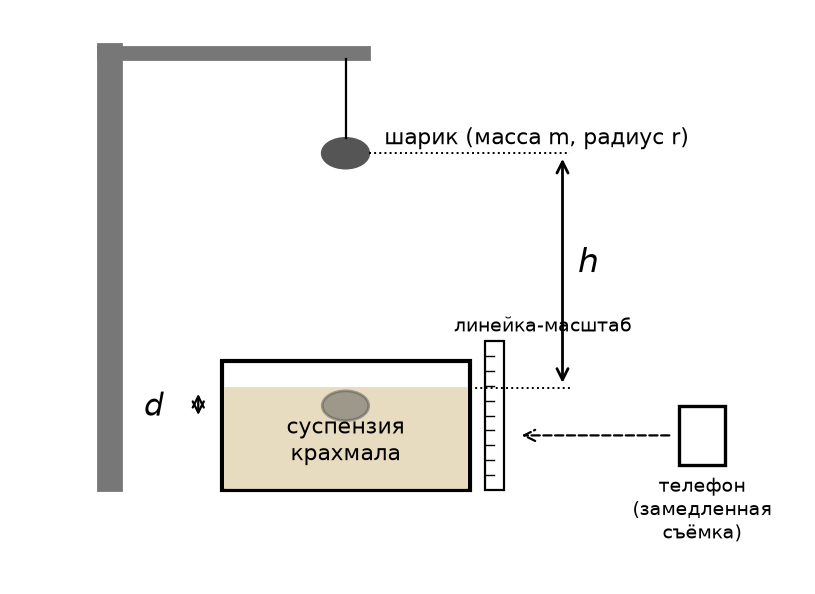 шарик (масса m, радиус r)
h
линейка-масштаб
d
суспензия
крахмала
телефон
(замедленная
съёмка)